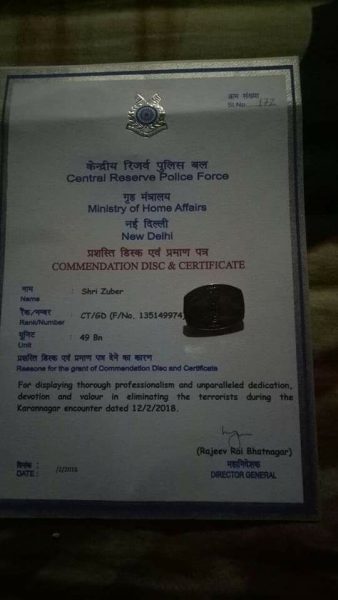 क्रम संख्या
Sl.No. 172
केन्द्रीय रिजर्व पुलिस बल
Central Reserve Police Force
गृह मंत्रालय
Ministry of Home Affairs
नई दिल्ली
New Delhi
प्रशस्ति डिस्क एवं प्रमाण पत्र
COMMENDATION DISC & CERTIFICATE
नाम : Shri Zuber
Name
रैंक/नम्बर : CT/GD (F/No. 135149974)
Rank/Number
यूनिट : 49 Bn
Unit
प्रशस्ति डिस्क एवं प्रमाण पत्र देने का कारण
Reasons for the grant of Commendation Disc and Certificate
For displaying thorough professionalism and unparalleled dedication,
devotion and valour in eliminating the terrorists during the
Karannagar encounter dated 12/2/2018.
(Rajeev Rai Bhatnagar)
दिनांक : महानिदेशक
DATE : /2/2018 DIRECTOR GENERAL